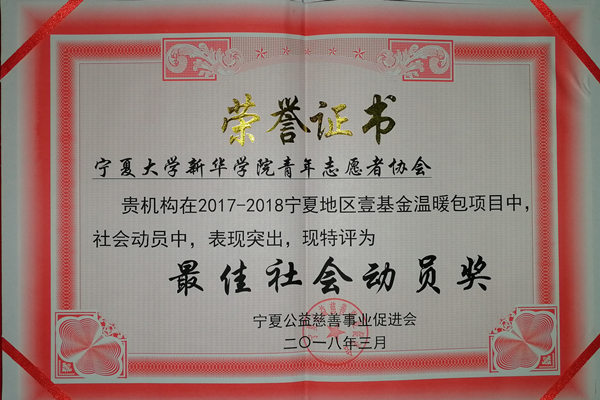 荣誉证书
宁夏大学新华学院青年志愿者协会
贵机构在2017-2018宁夏地区壹基金温暖包项目中，
社会动员中，表现突出，现特评为
最佳社会动员奖
宁夏公益慈善事业促进会
二〇一八年三月